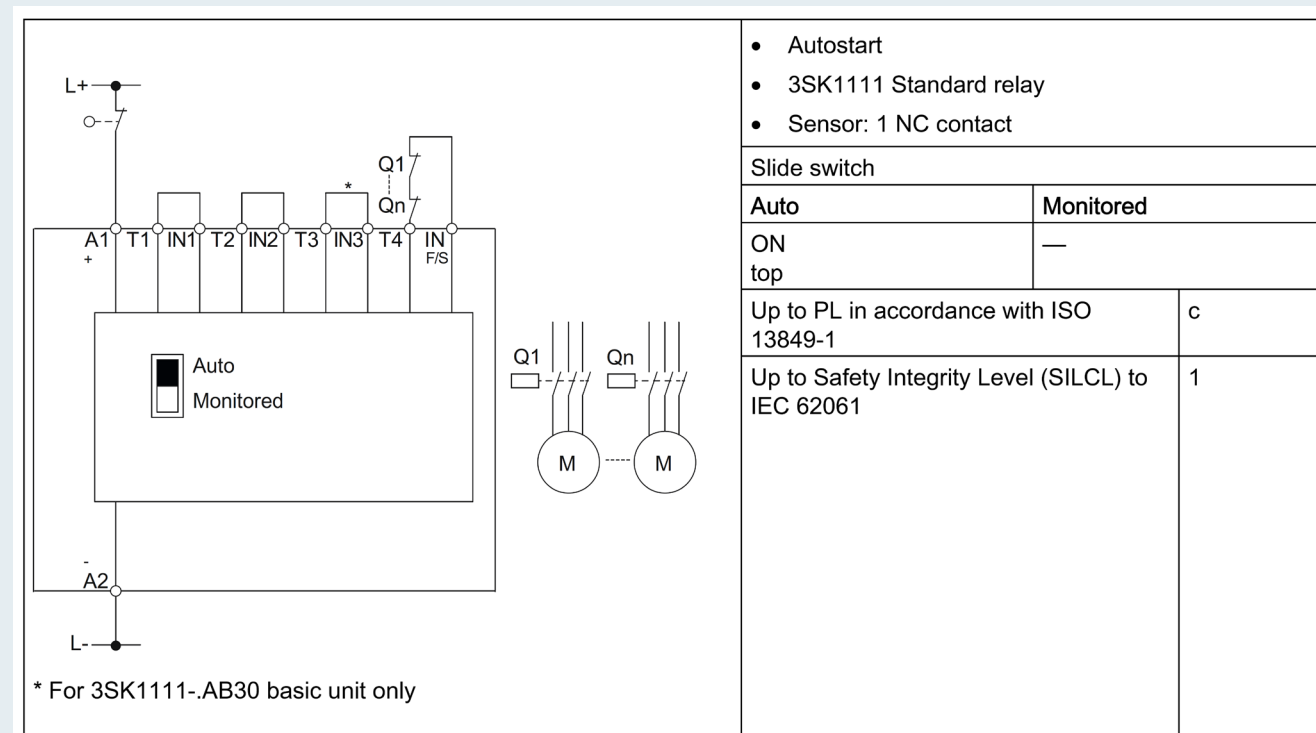 L+
Q1
*
Qn
A1 T1 IN1 T2 IN2 T3 IN3 T4 IN
+
F/S
Auto
Monitored
Q1
Qn
M
M
-
A2
L-
* For 3SK1111-.AB30 basic unit only
• Autostart
• 3SK1111 Standard relay
• Sensor: 1 NC contact
Slide switch
Auto Monitored
ON —
top
Up to PL in accordance with ISO c
13849-1
Up to Safety Integrity Level (SILCL) to 1
IEC 62061